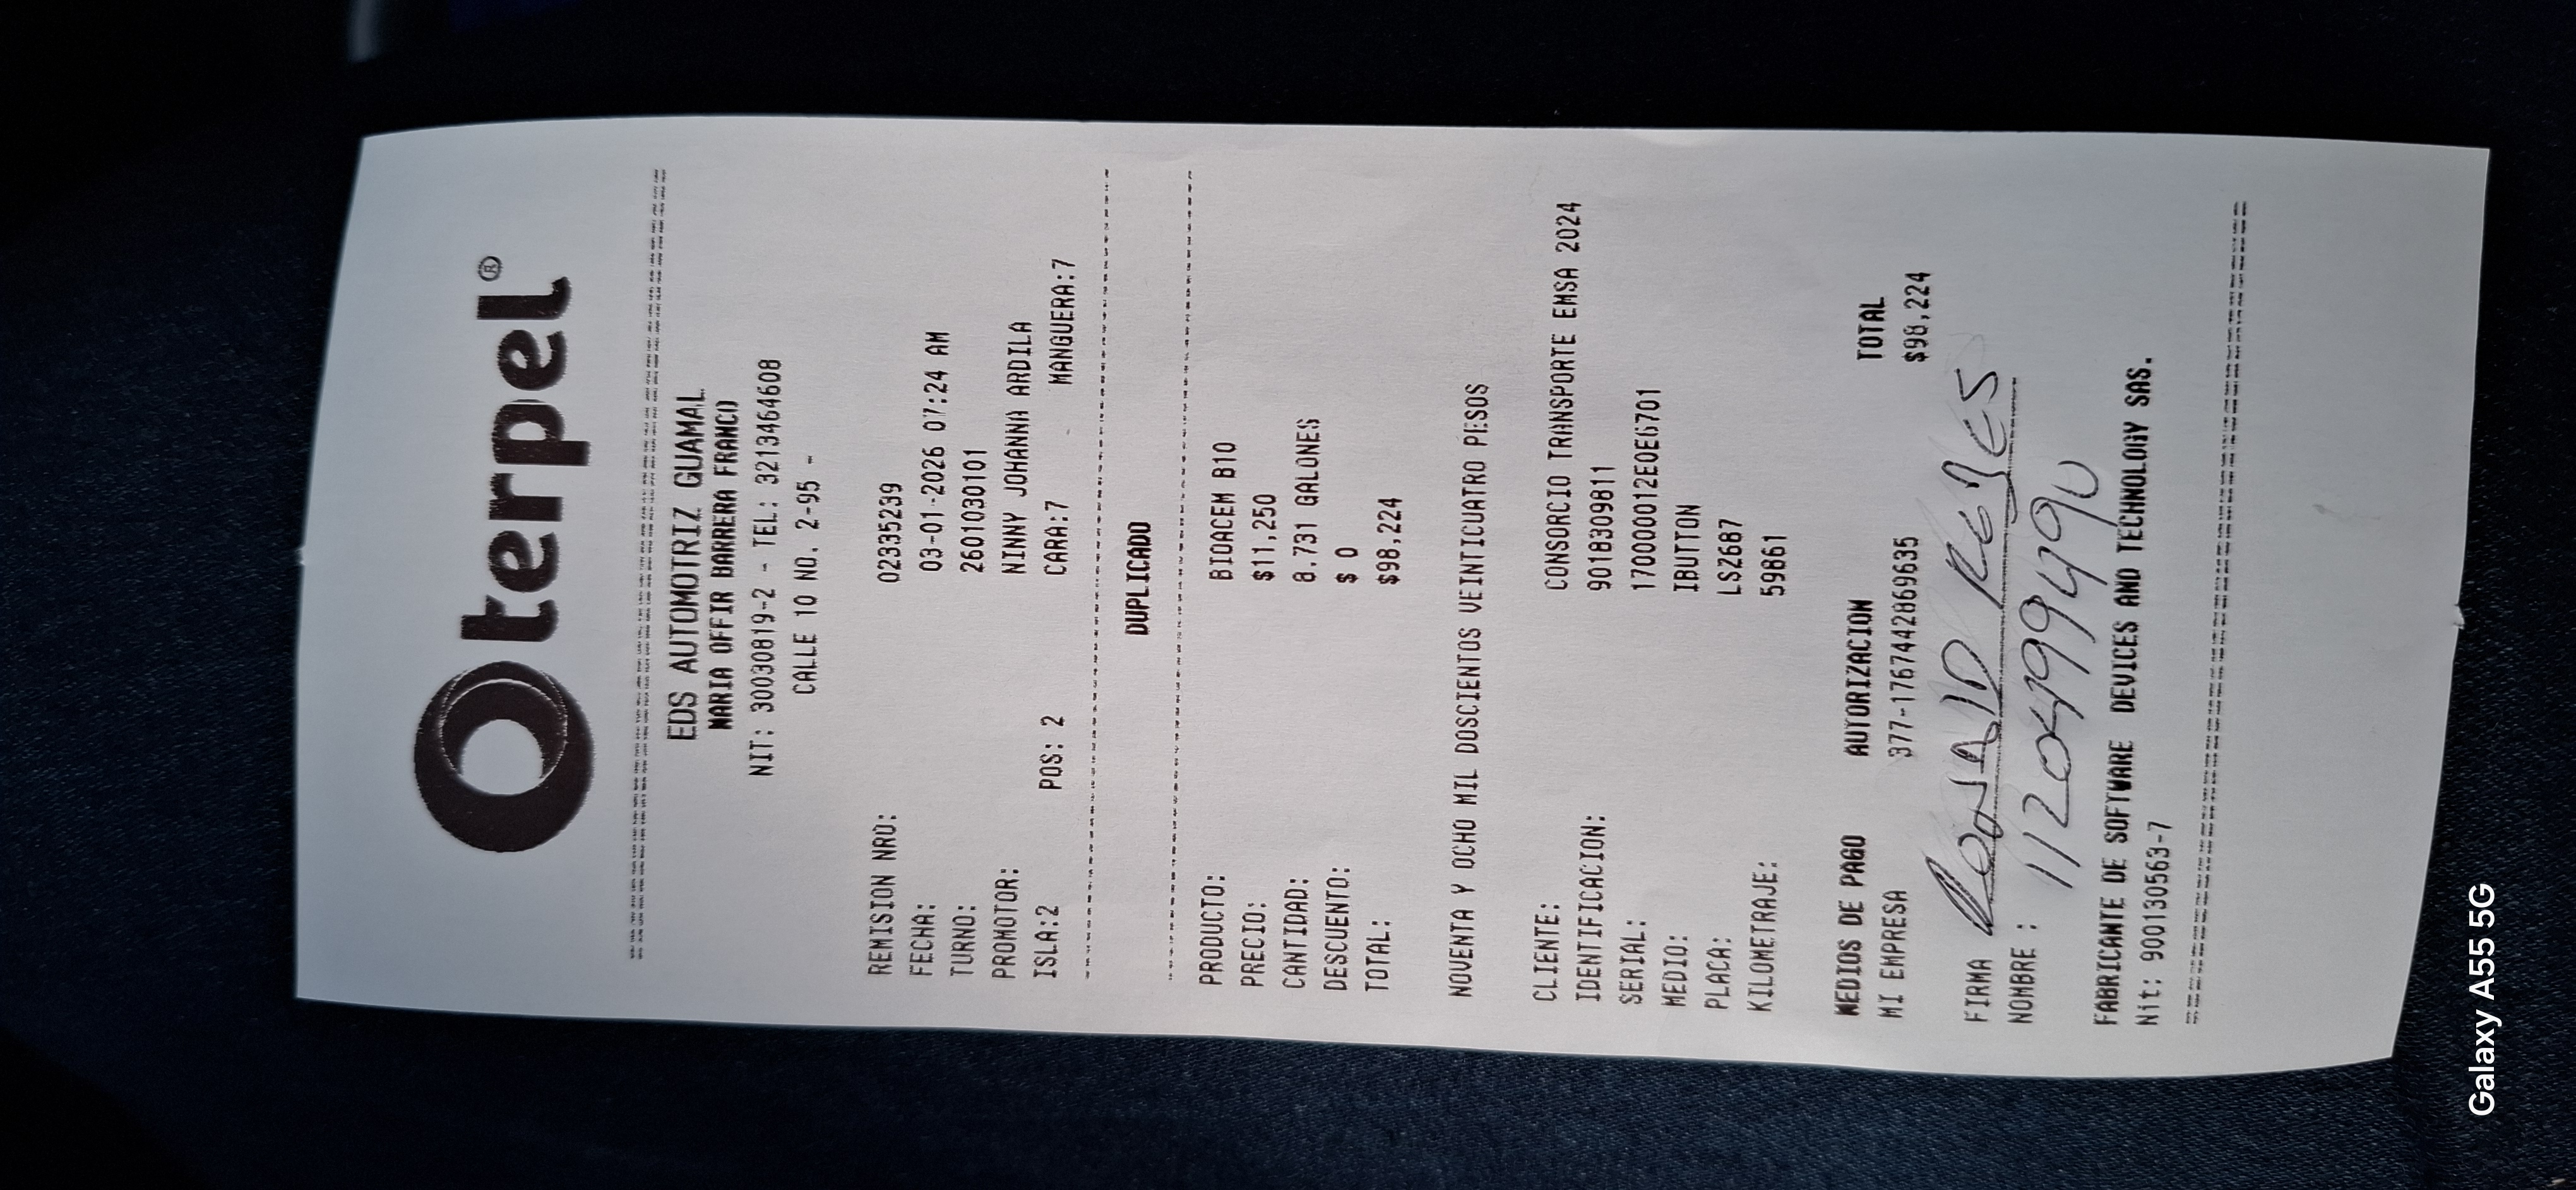 terpel®
EDS AUTOMOTRIZ GUAMAL
MARIA OFFIR BARRERA FRANCO
NIT: 30030819-2 - TEL: 3213464608
CALLE 10 NO. 2-95 -
REMISION NRO: 02335239
FECHA: 03-01-2026 07:24 AM
TURNO: 2601030101
PROMOTOR: NINNY JOHANNA ARDILA
ISLA:2 POS: 2 CARA:7 MANGUERA:7
DUPLICADO
PRODUCTO: BIOACEM B10
PRECIO: $11,250
CANTIDAD: 8.731 GALONES
DESCUENTO: $ 0
TOTAL: $98,224
NOVENTA Y OCHO MIL DOSCIENTOS VEINTICUATRO PESOS
CLIENTE: CONSORCIO TRANSPORTE EMSA 2024
IDENTIFICACION: 9018309811
SERIAL: 170000012E0E6701
MEDIO: IBUTTON
PLACA: LS2687
KILOMETRAJE: 59861
MEDIOS DE PAGO AUTORIZACION TOTAL
MI EMPRESA 377-1767442869635 $98,224
FIRMA
NOMBRE :
FABRICANTE DE SOFTWARE DEVICES AND TECHNOLOGY SAS.
Nit: 900130563-7
Galaxy A55 5G